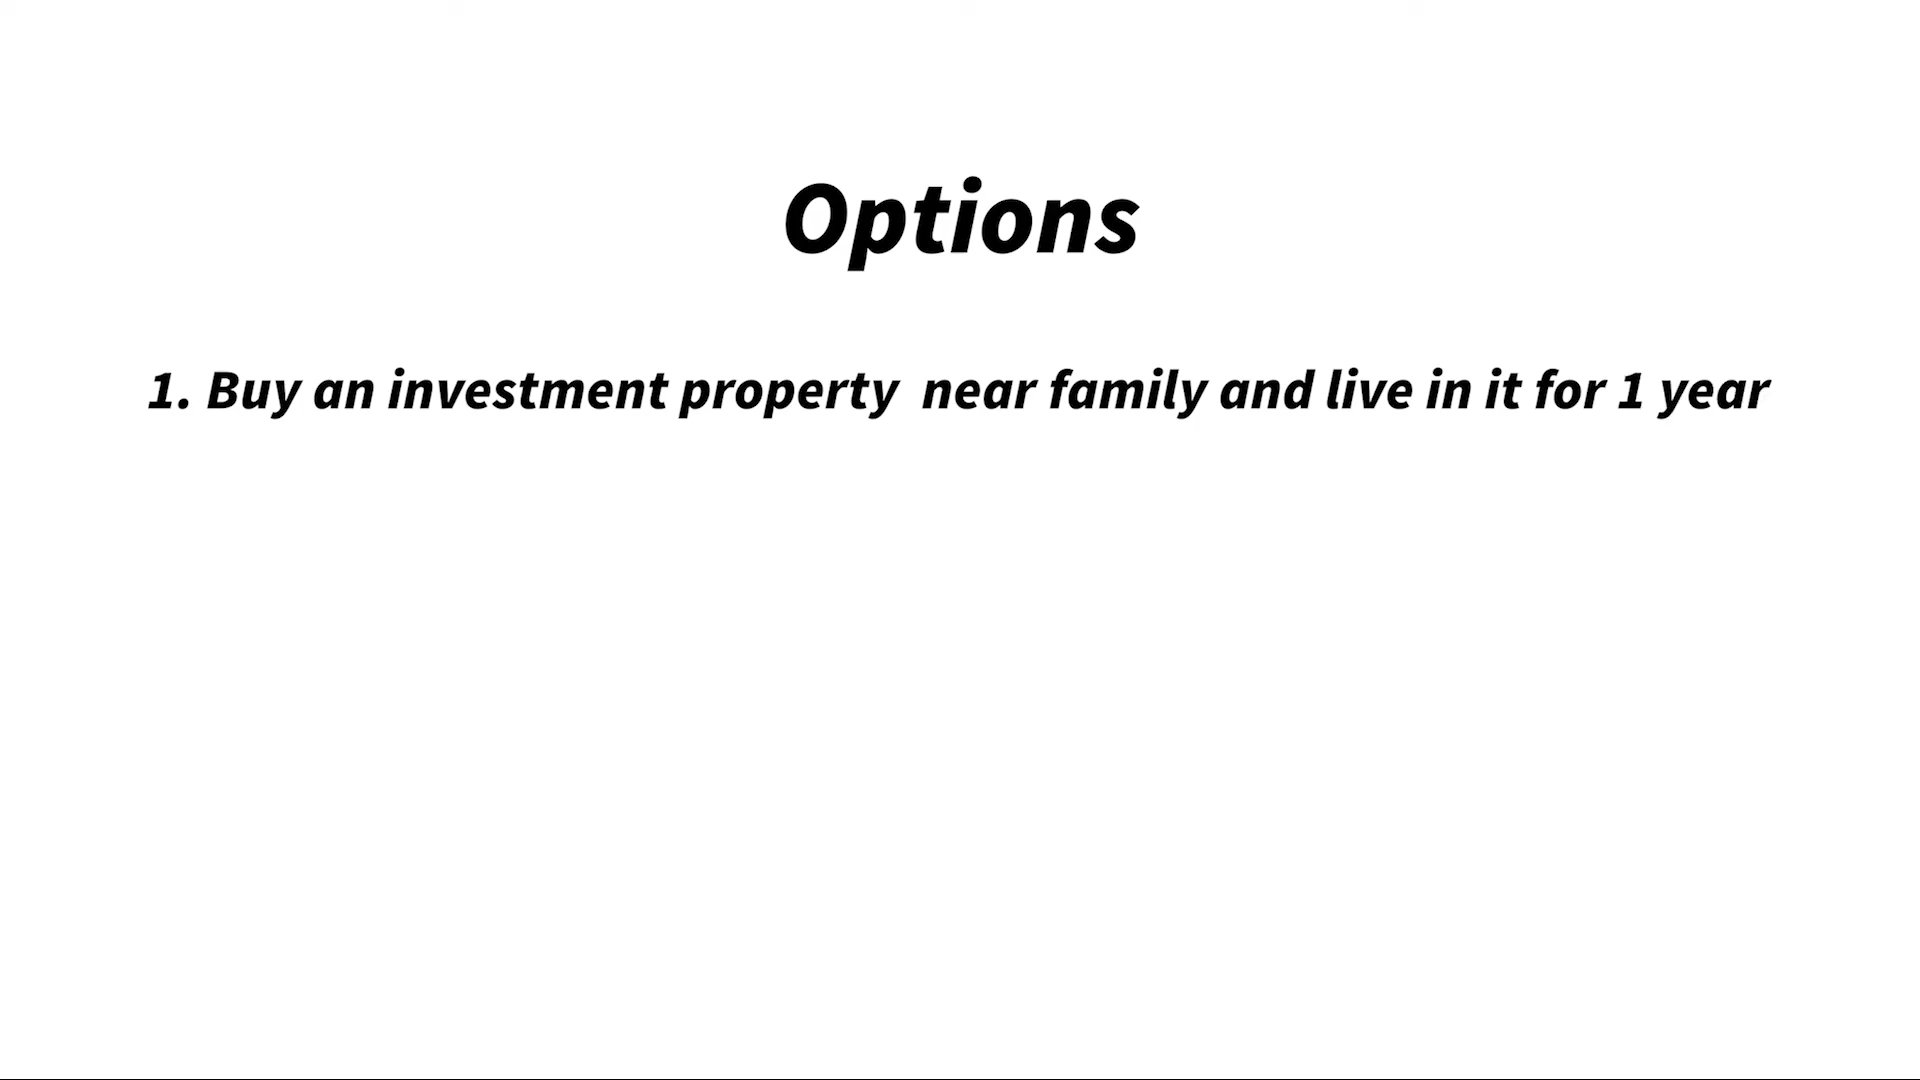 Options
1. Buy an investment property  near family and live in it for 1 year